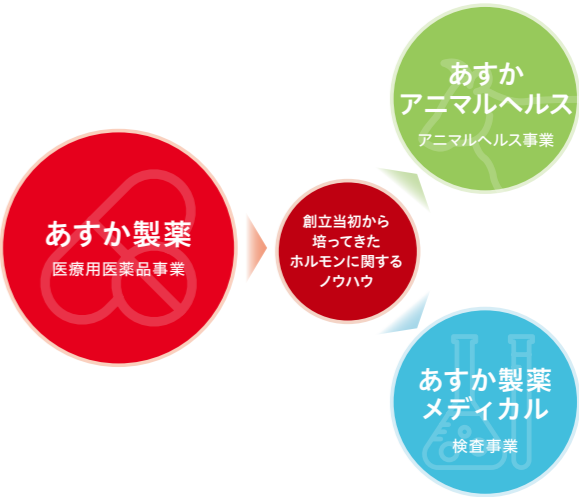 あすか製薬
医療用医薬品事業
創立当初から
培ってきた
ホルモンに関する
ノウハウ
あすか
アニマルヘルス
アニマルヘルス事業
あすか製薬
メディカル
検査事業